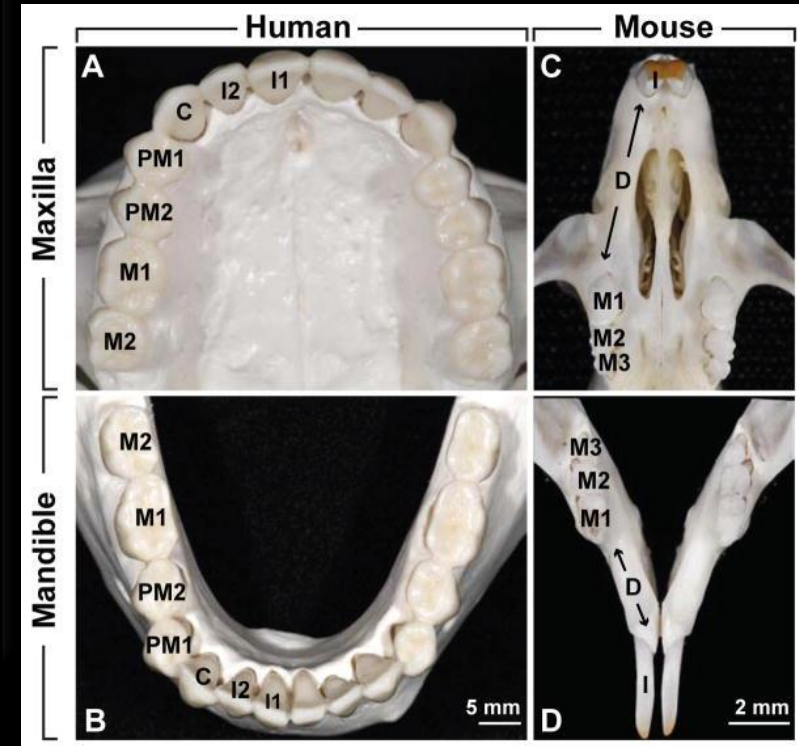 Human
Mouse
Maxilla
Mandible
A
I1
I2
C
PM1
PM2
M1
M2
C
I
D
M1
M2
M3
M2
M1
PM2
PM1
C
I2
I1
B
5 mm
M3
M2
M1
D
I
D
2 mm